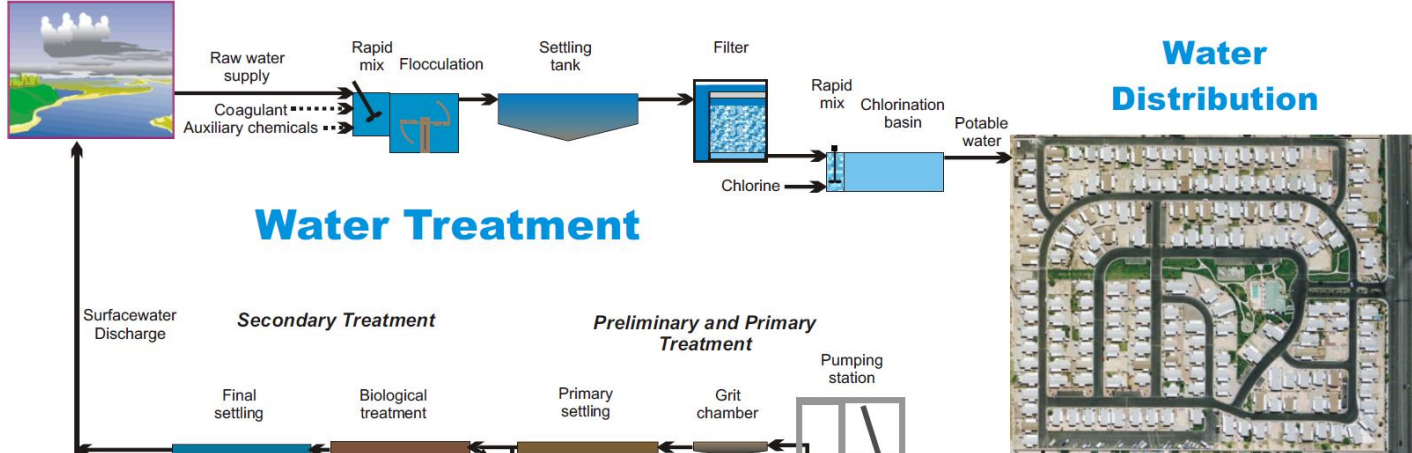 Raw water
supply
Coagulant
Auxiliary chemicals
Rapid
mix
Flocculation
Settling
tank
Filter
Rapid
mix
Chlorination
basin
Chlorine
Potable
water
Water
Distribution
Water Treatment
Surfacewater
Discharge
Secondary Treatment
Preliminary and Primary
Treatment
Final
settling
Biological
treatment
Primary
settling
Grit
chamber
Pumping
station